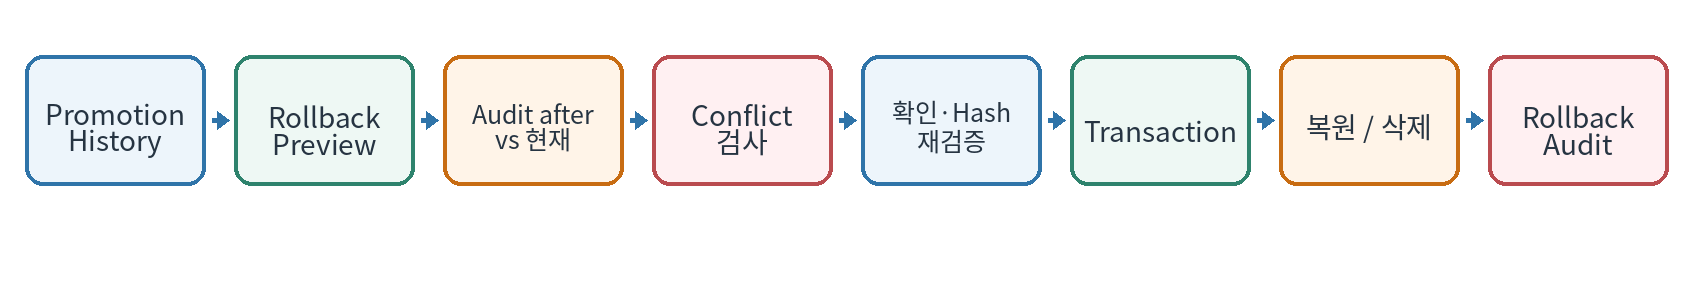 Promotion
History
Rollback
Preview
Audit after
vs 현재
Conflict
검사
확인·Hash
재검증
Transaction
복원 / 삭제
Rollback
Audit